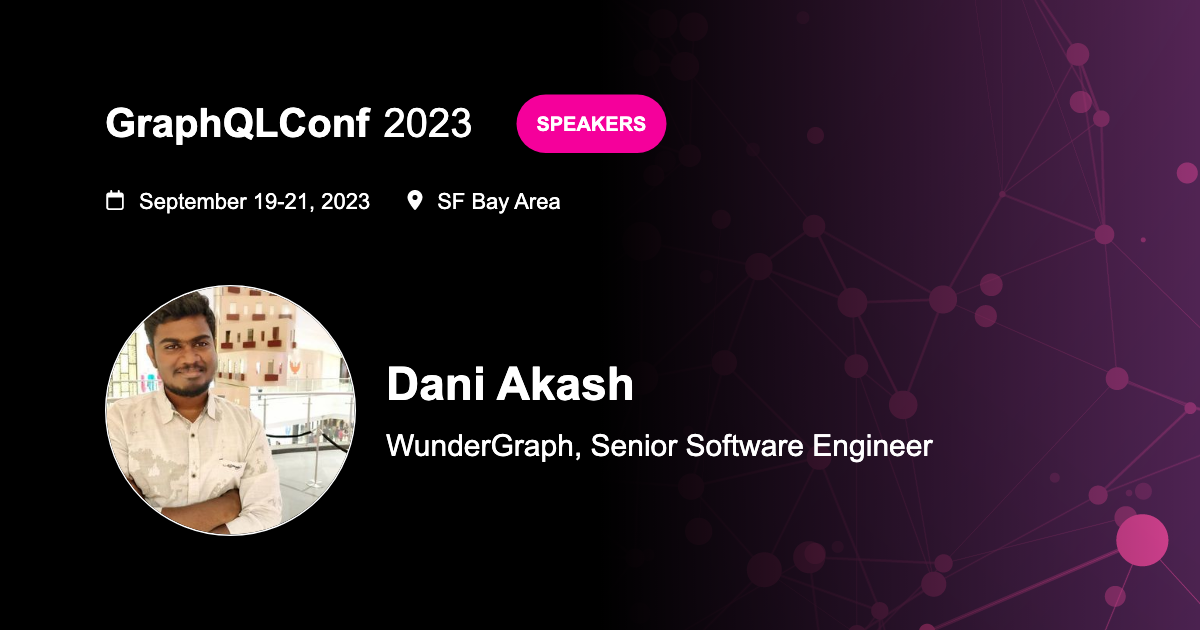 GraphQLConf 2023
SPEAKERS
September 19-21, 2023
SF Bay Area
Dani Akash
WunderGraph, Senior Software Engineer